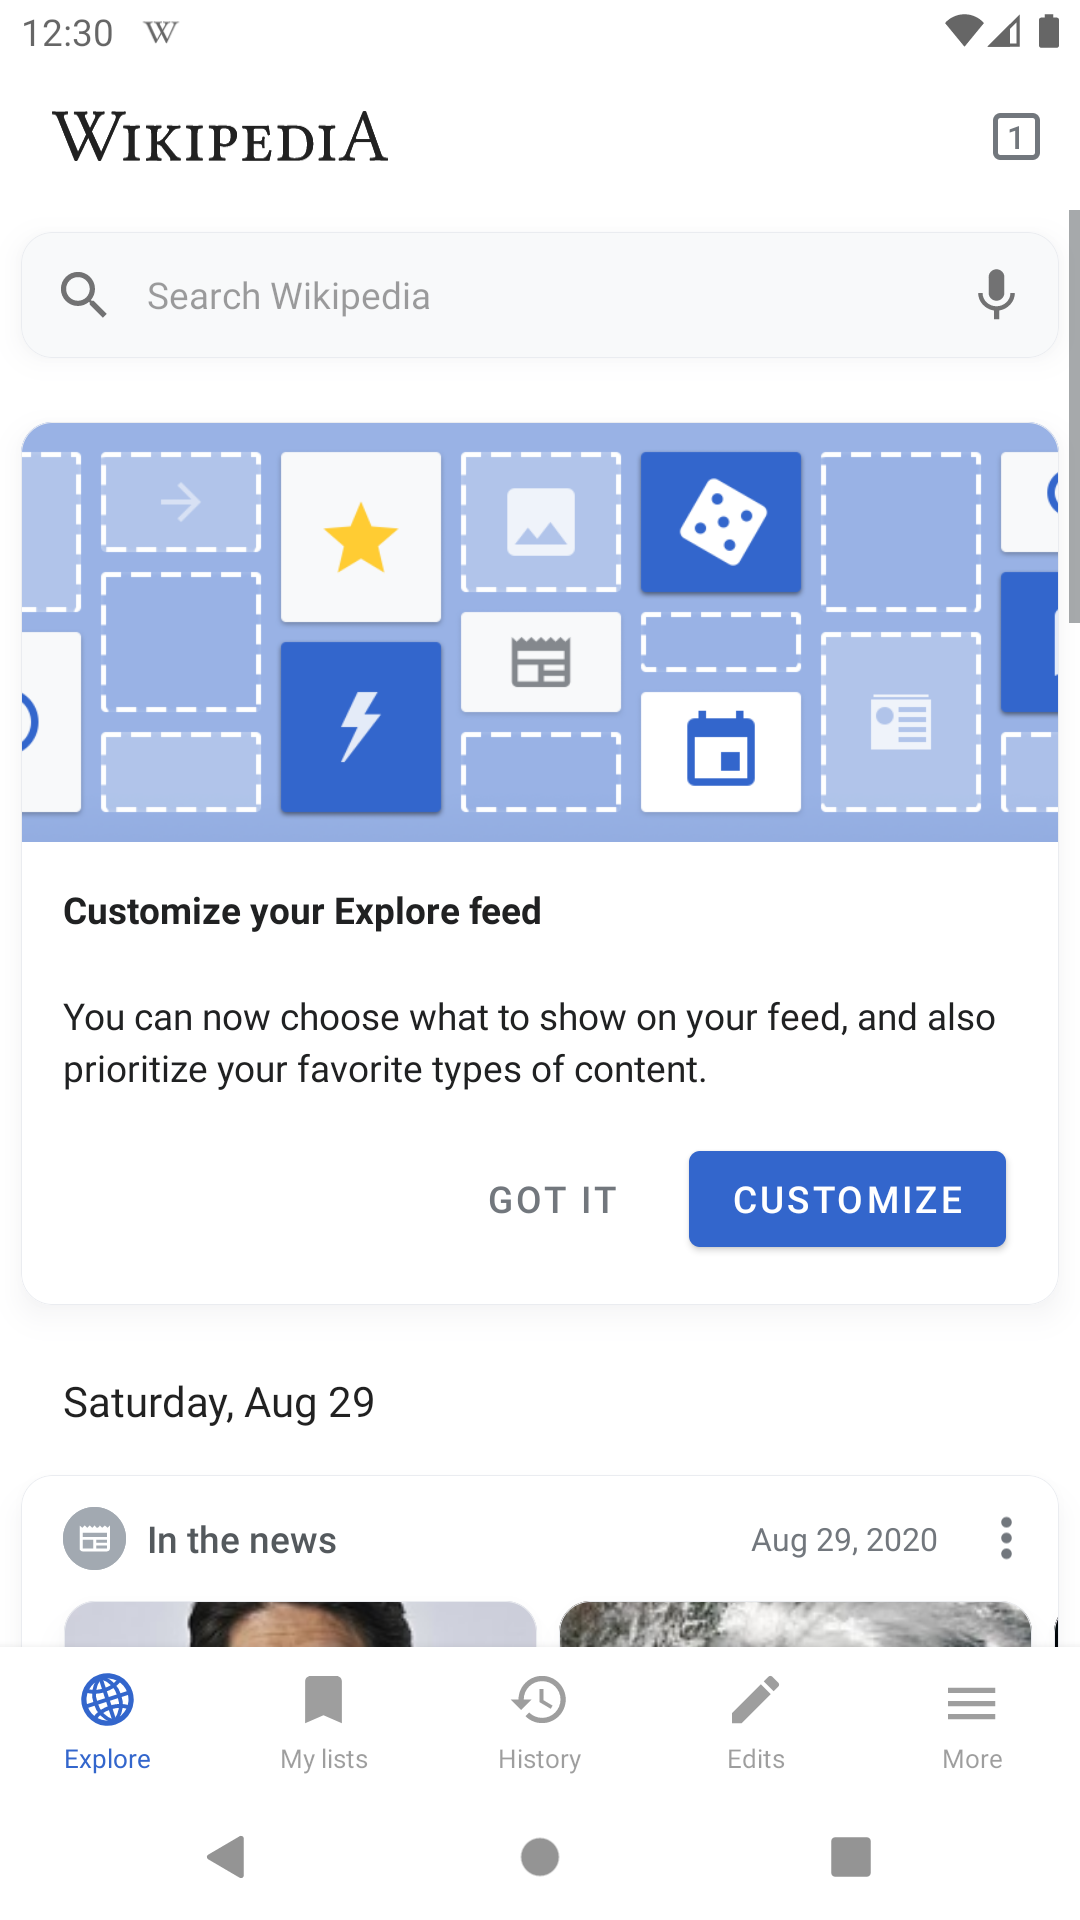 12:30 W
WIKIPEDIA
1
Search Wikipedia
Customize your Explore feed
You can now choose what to show on your feed, and also
prioritize your favorite types of content.
GOT IT
CUSTOMIZE
Saturday, Aug 29
In the news
Aug 29, 2020
Explore
My lists
History
Edits
More